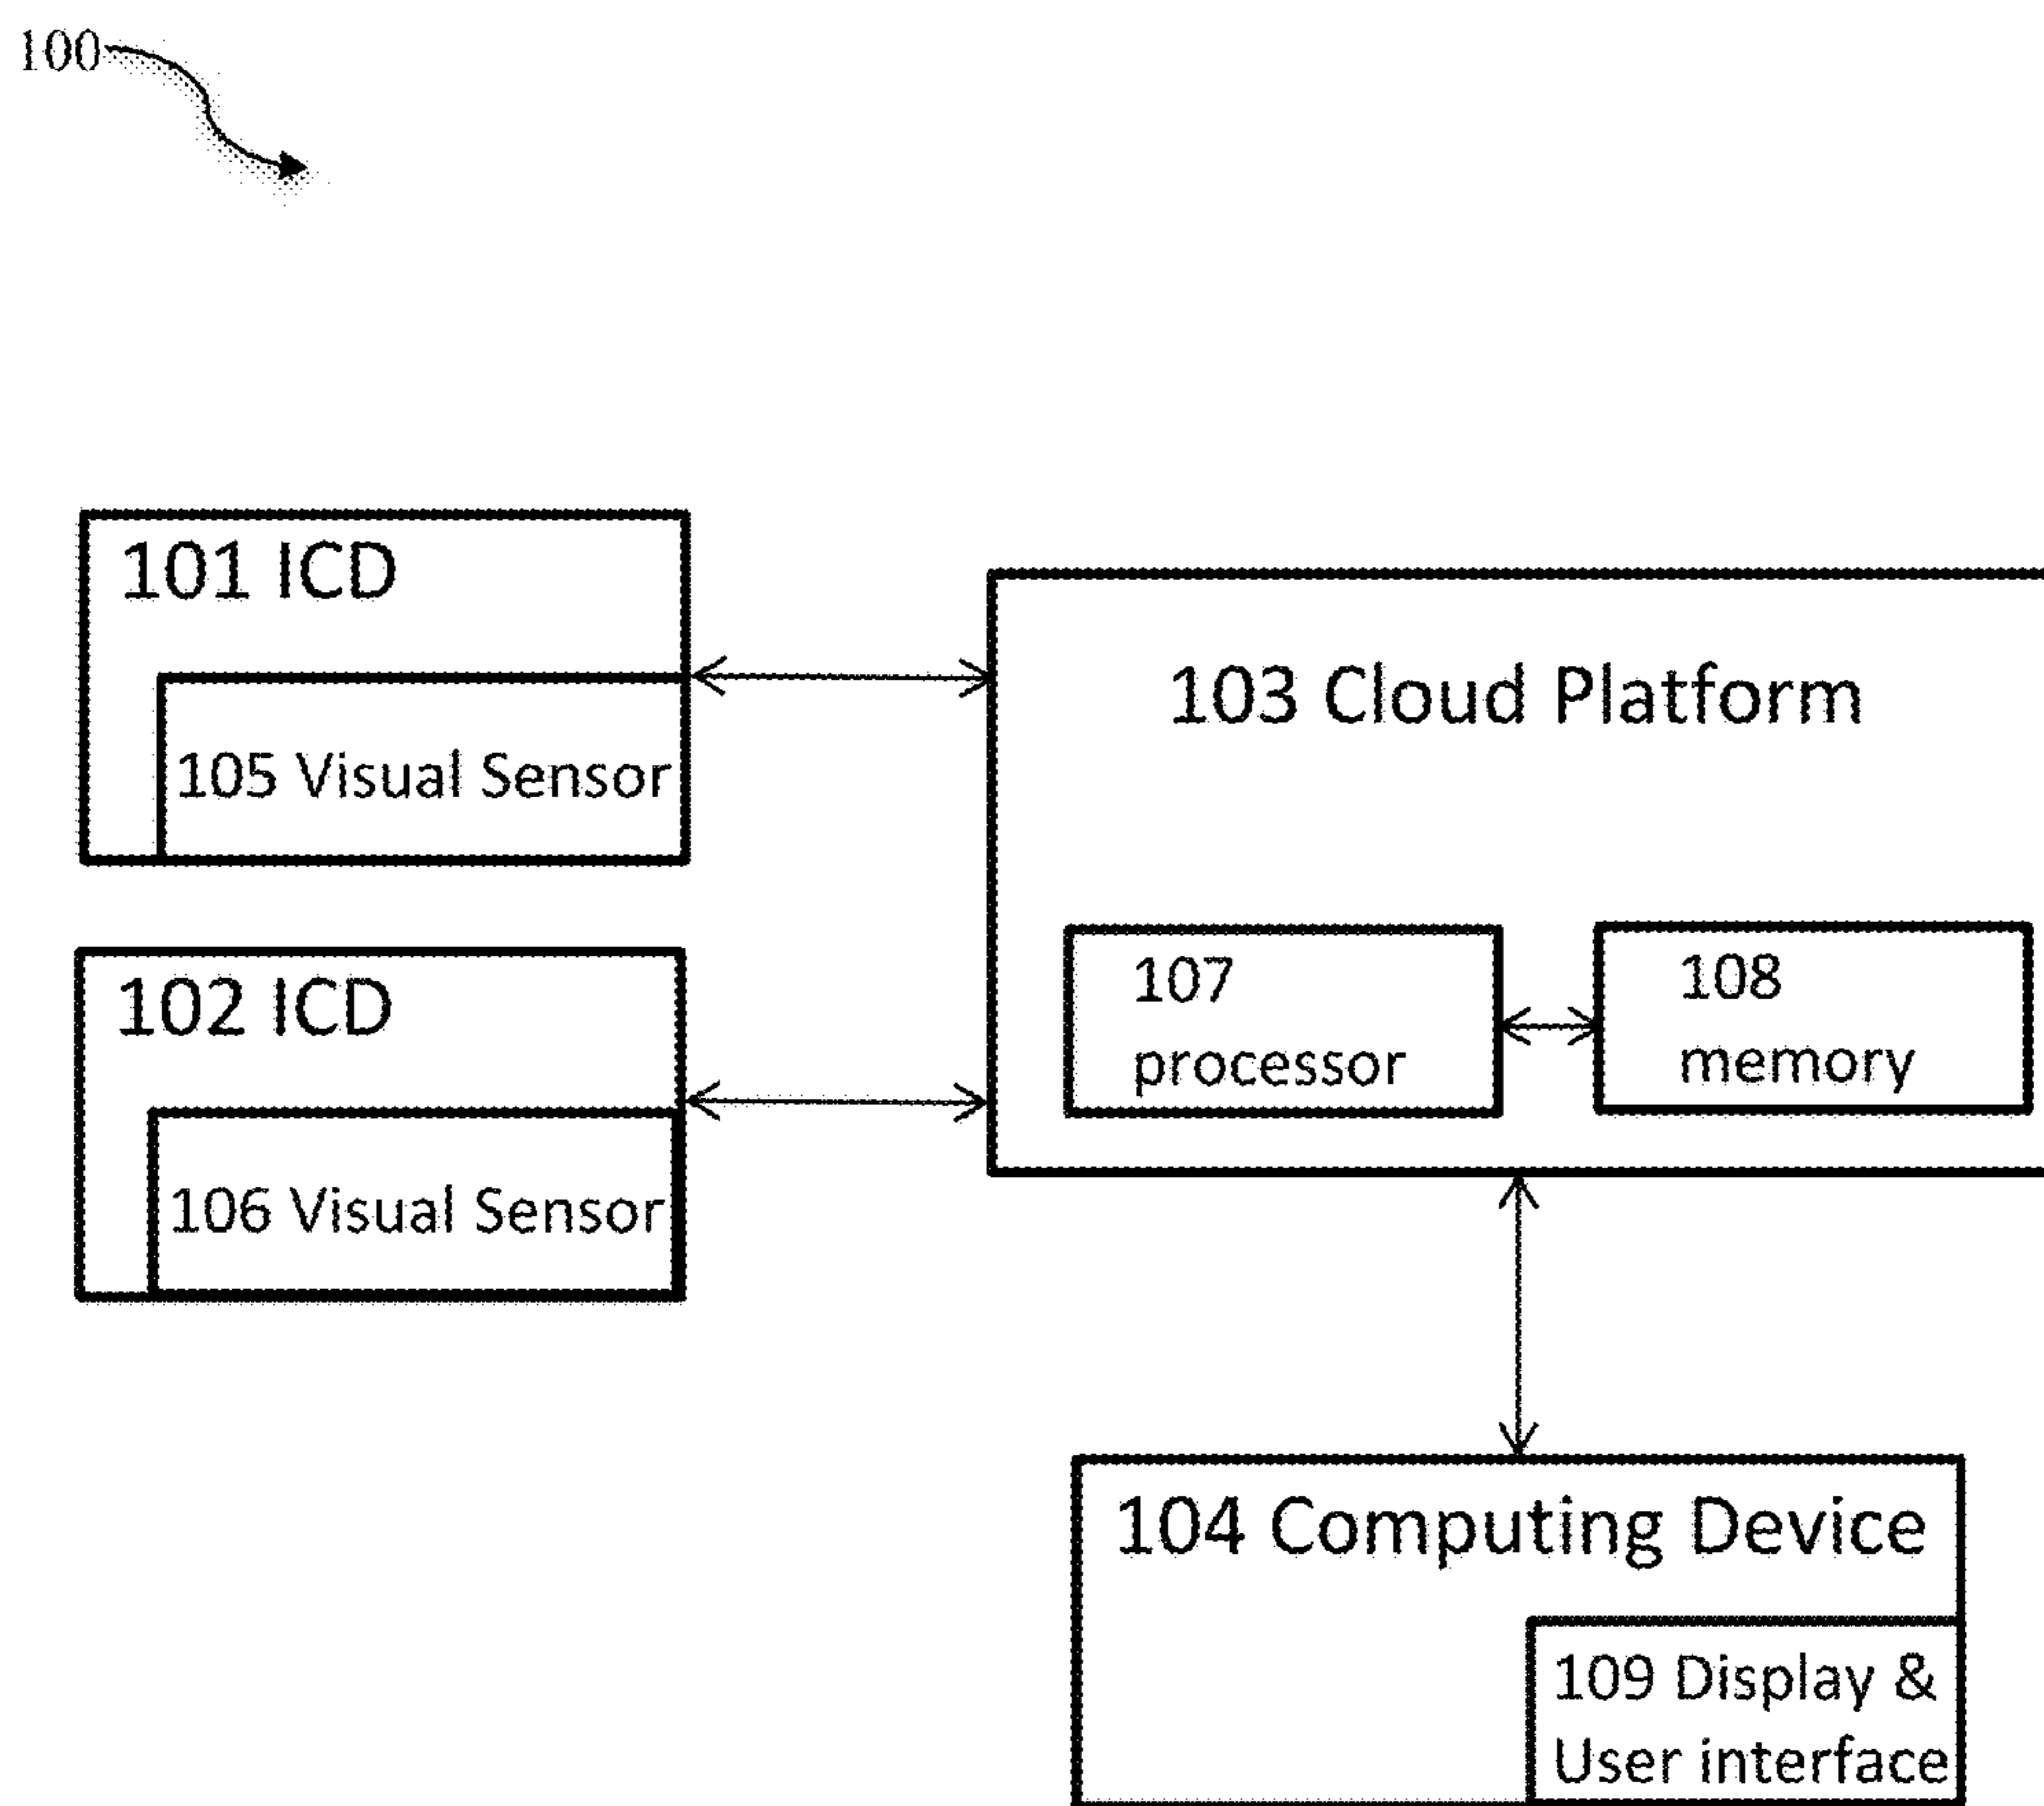 100
101 ICD
105 Visual Sensor
102 ICD
106 Visual Sensor
103 Cloud Platform
107
processor
108
memory
104 Computing Device
109 Display &
User interface